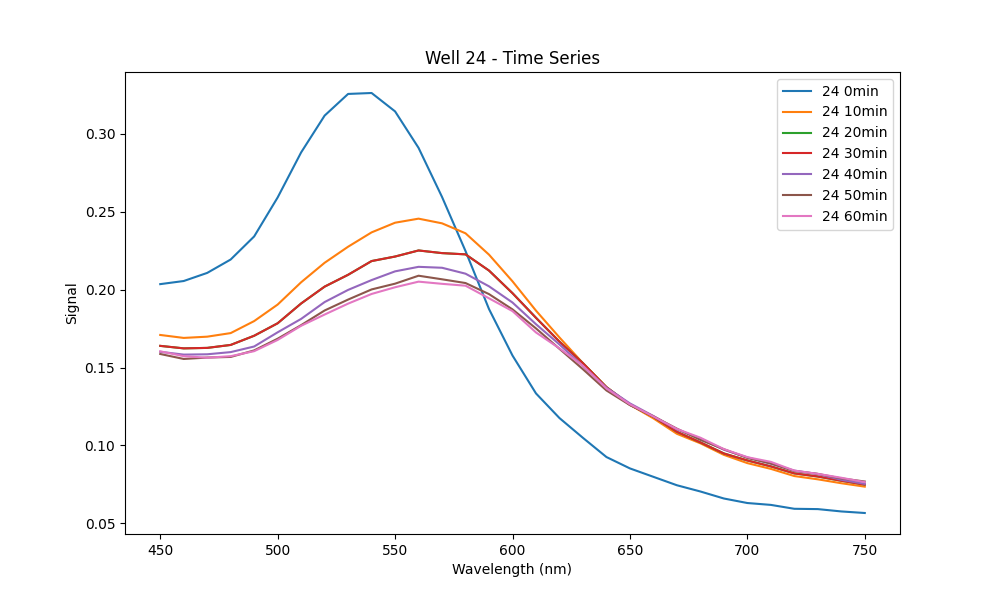 Well 24 - Time Series
24 0min
24 10min
24 20min
24 30min
24 40min
24 50min
24 60min
Signal
0.30
0.25
0.20
0.15
0.10
0.05
450 500 550 600 650 700 750
Wavelength (nm)